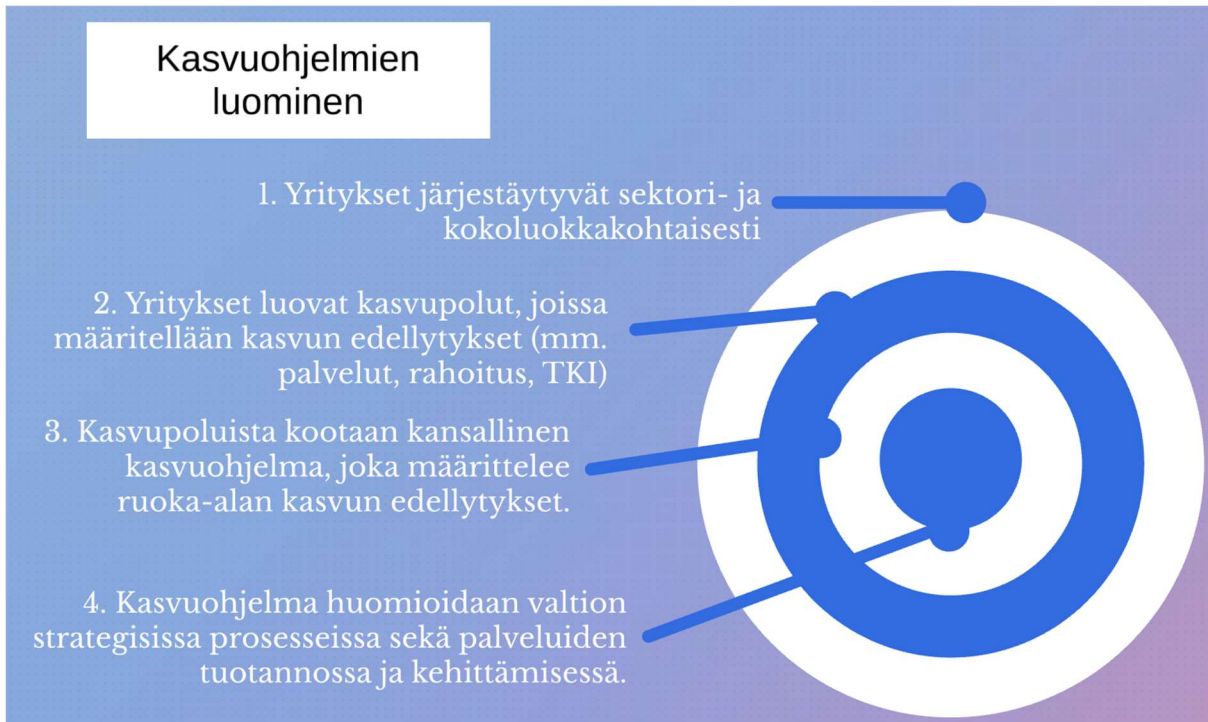 Kasvuohjelmien
luominen
1. Yritykset järjestäytyvät sektori- ja
kokoluokkakohtaisesti
2. Yritykset luovat kasvupolut, joissa
määritellään kasvun edellytykset (mm.
palvelut, rahoitus, TKI)
3. Kasvupoluista kootaan kansallinen
kasvuohjelma, joka määrittelee
ruoka-alan kasvun edellytykset.
4. Kasvuohjelma huomioidaan valtion
strategisissa prosesseissa sekä palveluiden
tuotannossa ja kehittämisessä.